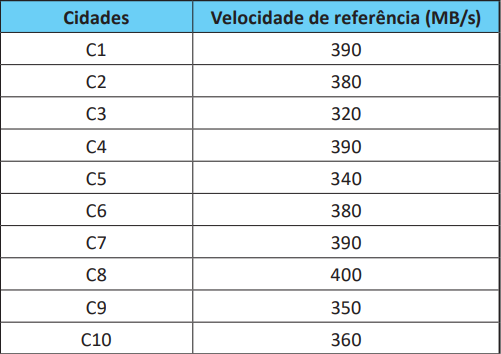 Cidades Velocidade de referência (MB/s)
C1 390
C2 380
C3 320
C4 390
C5 340
C6 380
C7 390
C8 400
C9 350
C10 360